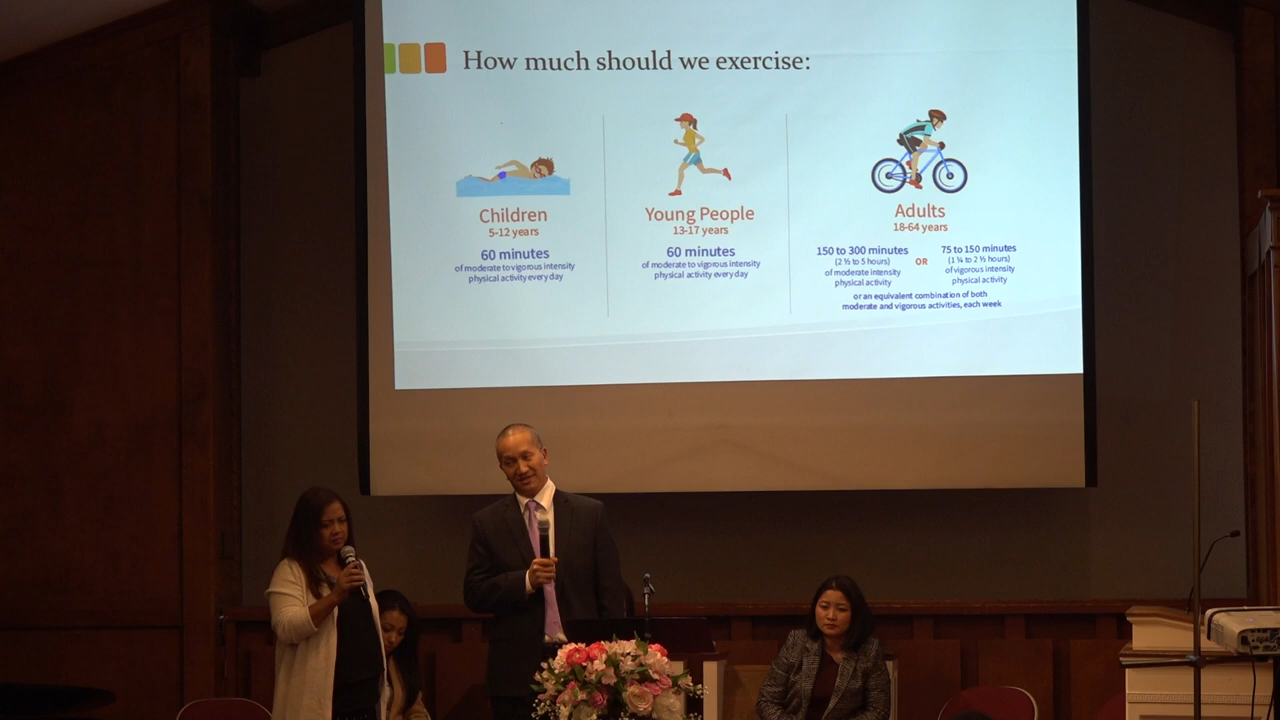 How much should we exercise:
Children
5-12 years
60 minutes
of moderate to vigorous intensity
physical activity every day
Young People
13-17 years
60 minutes
of moderate to vigorous intensity
physical activity every day
Adults
18-64 years
150 to 300 minutes
(2 ½ to 5 hours)
of moderate intensity
physical activity
OR
75 to 150 minutes
(1 ¼ to 2 ½ hours)
of vigorous intensity
physical activity
or an equivalent combination of both
moderate and vigorous activities, each week